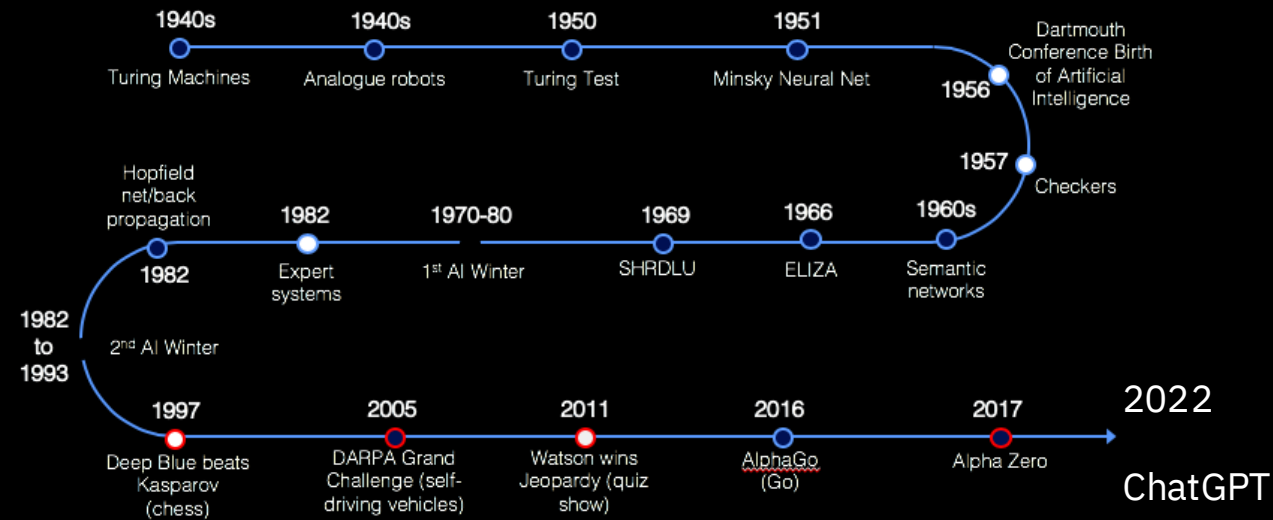 1940s
Turing Machines
1940s
Analogue robots
1950
Turing Test
1951
Minsky Neural Net
Dartmouth
Conference Birth
of Artificial
Intelligence
1956
1957
Checkers
1960s
Semantic
networks
1966
ELIZA
1969
SHRDLU
1970-80
1st AI Winter
1982
Expert
systems
Hopfield
net/back
propagation
1982
1982
to
1993
2nd AI Winter
1997
Deep Blue beats
Kasparov
(chess)
2005
DARPA Grand
Challenge (self-
driving vehicles)
2011
Watson wins
Jeopardy (quiz
show)
2016
AlphaGo
(Go)
2017
Alpha Zero
2022
ChatGPT